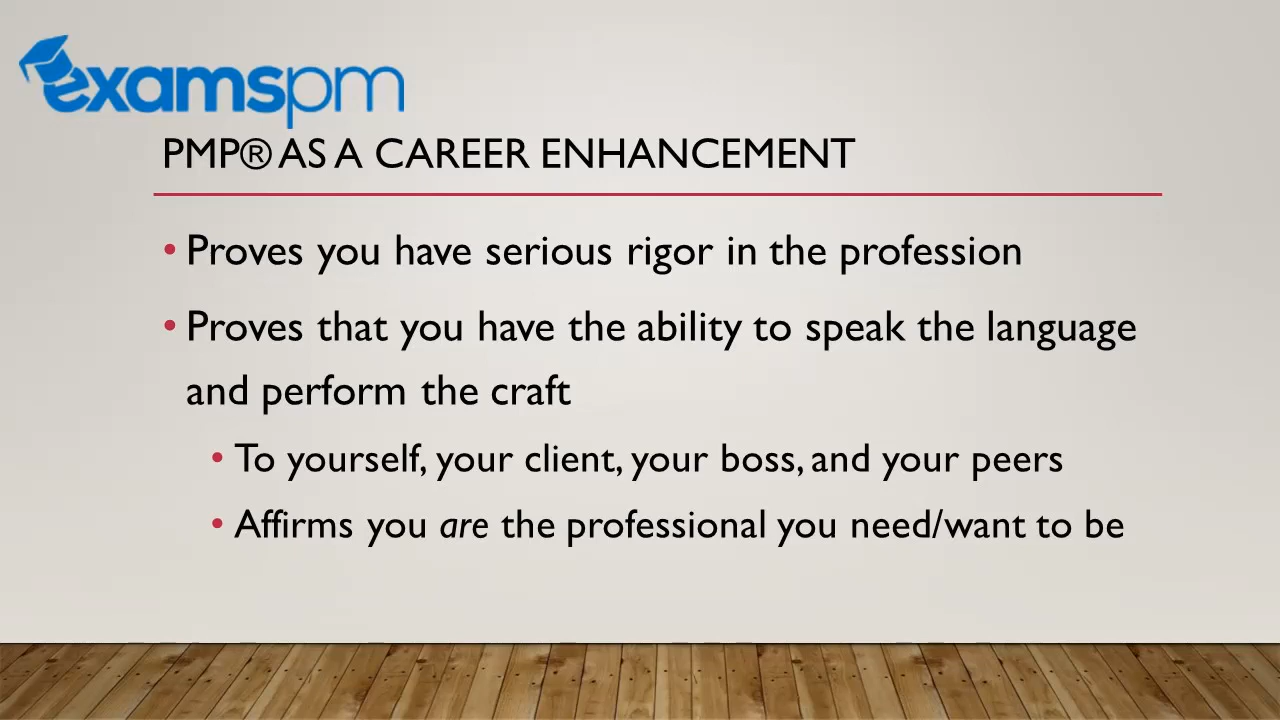 examspm
PMP® AS A CAREER ENHANCEMENT
• Proves you have serious rigor in the profession
• Proves that you have the ability to speak the language
and perform the craft
• To yourself, your client, your boss, and your peers
• Affirms you are the professional you need/want to be